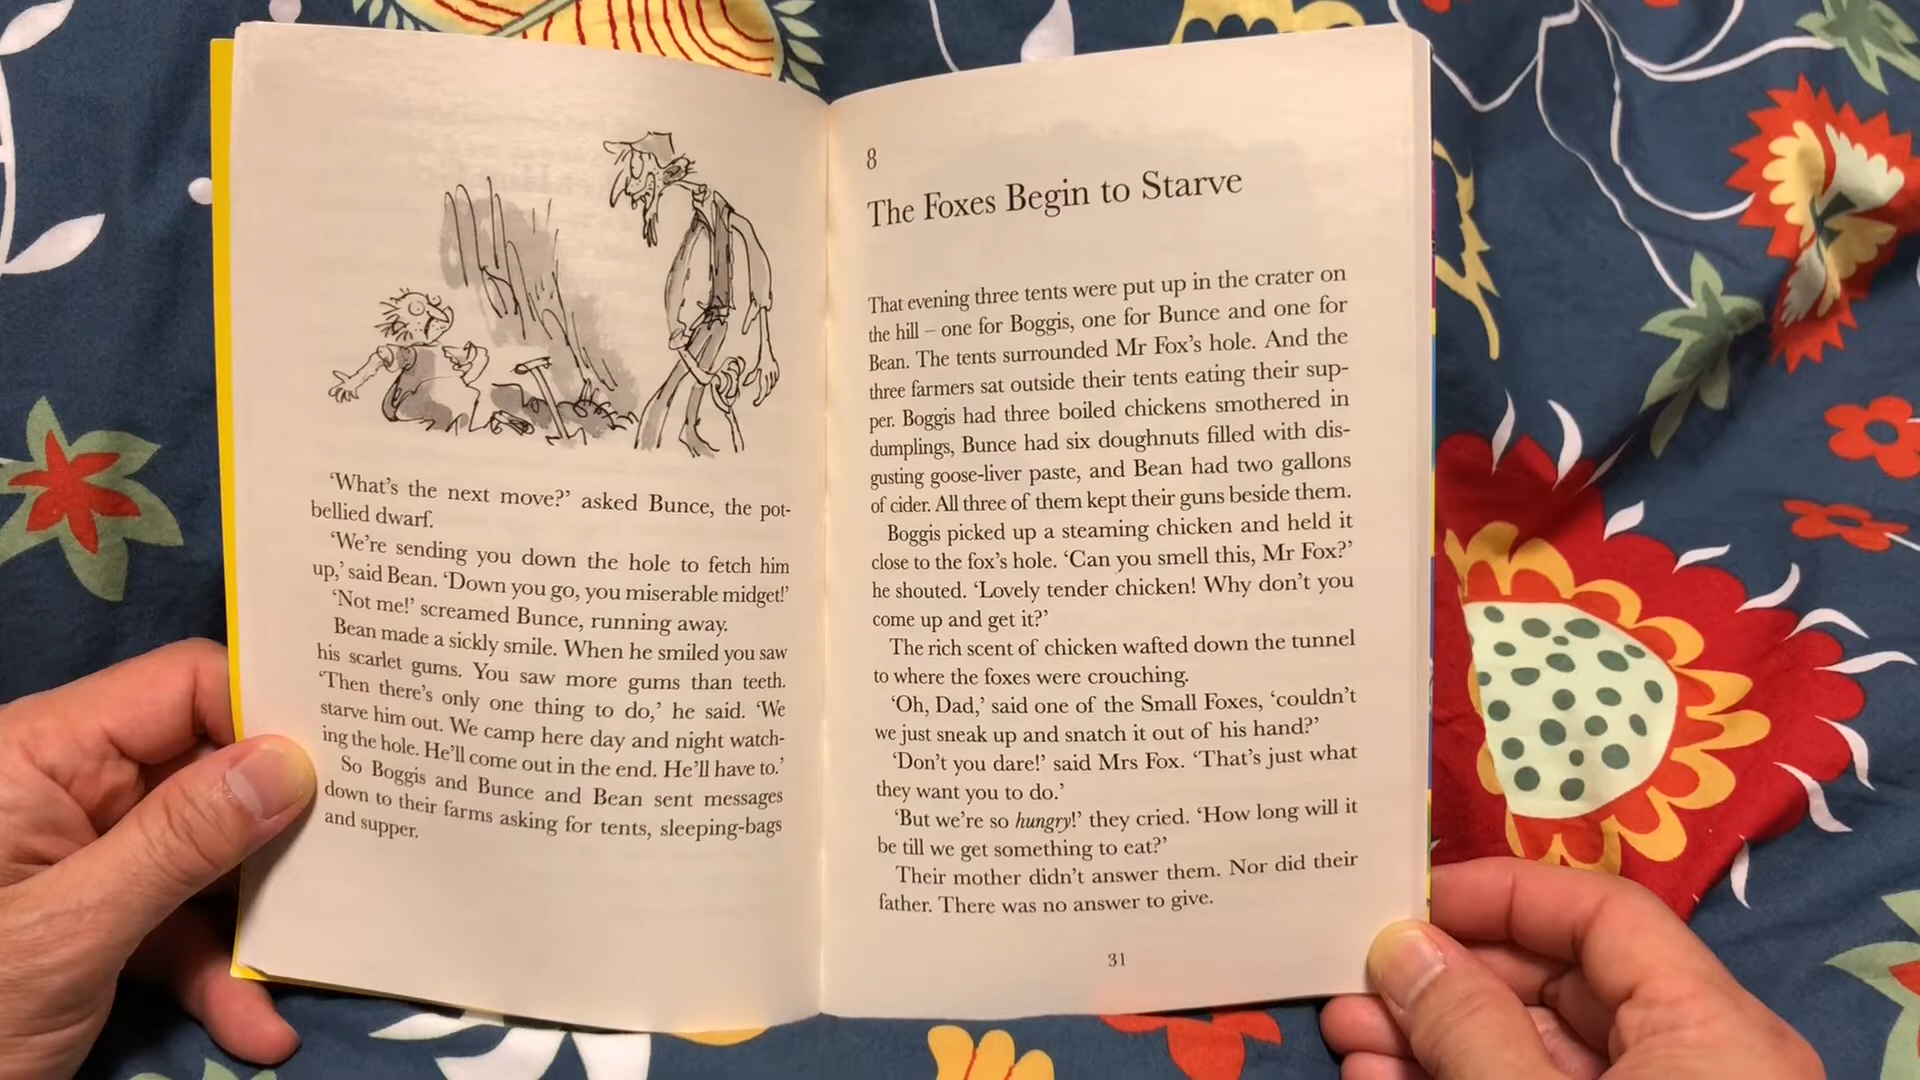 ‘What’s the next move?’ asked Bunce, the pot-
bellied dwarf.
‘We’re sending you down the hole to fetch him
up,’ said Bean. ‘Down you go, you miserable midget!’
‘Not me!’ screamed Bunce, running away.
Bean made a sickly smile. When he smiled you saw
his scarlet gums. You saw more gums than teeth.
‘Then there’s only one thing to do,’ he said. ‘We
starve him out. We camp here day and night watch-
ing the hole. He’ll come out in the end. He’ll have to.’
So Boggis and Bunce and Bean sent messages
down to their farms asking for tents, sleeping-bags
and supper.
8
The Foxes Begin to Starve
That evening three tents were put up in the crater on
the hill – one for Boggis, one for Bunce and one for
Bean. The tents surrounded Mr Fox’s hole. And the
three farmers sat outside their tents eating their sup-
per. Boggis had three boiled chickens smothered in
dumplings, Bunce had six doughnuts filled with dis-
gusting goose-liver paste, and Bean had two gallons
of cider. All three of them kept their guns beside them.
Boggis picked up a steaming chicken and held it
close to the fox’s hole. ‘Can you smell this, Mr Fox?’
he shouted. ‘Lovely tender chicken! Why don’t you
come up and get it?’
The rich scent of chicken wafted down the tunnel
to where the foxes were crouching.
‘Oh, Dad,’ said one of the Small Foxes, ‘couldn’t
we just sneak up and snatch it out of his hand?’
‘Don’t you dare!’ said Mrs Fox. ‘That’s just what
they want you to do.’
‘But we’re so hungry!’ they cried. ‘How long will it
be till we get something to eat?’
Their mother didn’t answer them. Nor did their
father. There was no answer to give.
31